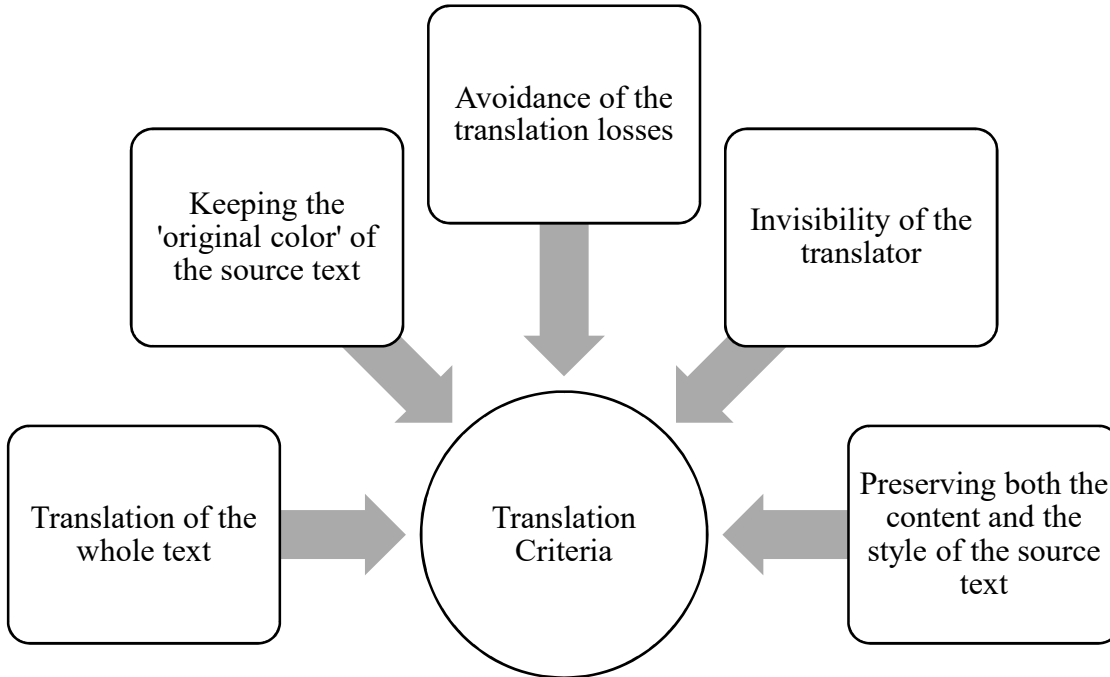 Avoidance of the
translation losses
Keeping the
'original color' of
the source text
Invisibility of the
translator
Translation of the
whole text
Translation
Criteria
Preserving both the
content and the
style of the source
text